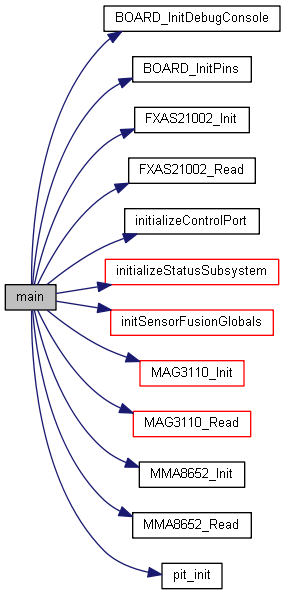 BOARD_InitDebugConsole
BOARD_InitPins
FXAS21002_Init
FXAS21002_Read
initializeControlPort
initializeStatusSubsystem
main
initSensorFusionGlobals
MAG3110_Init
MAG3110_Read
MMA8652_Init
MMA8652_Read
pit_init